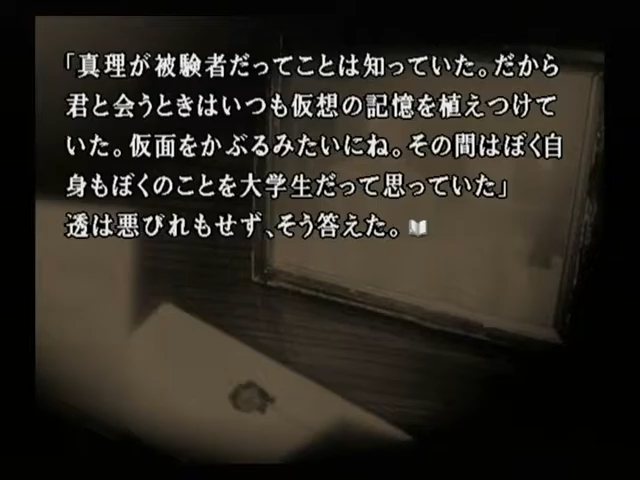 「真理が被験者だってことは知っていた。だから
君と会うときはいつも仮想の記憶を植えつけて
いた。仮面をかぶるみたいにね。その間はぼく自
身もぼくのことを大学生だって思っていた」
透は悪びれもせず、そう答えた。